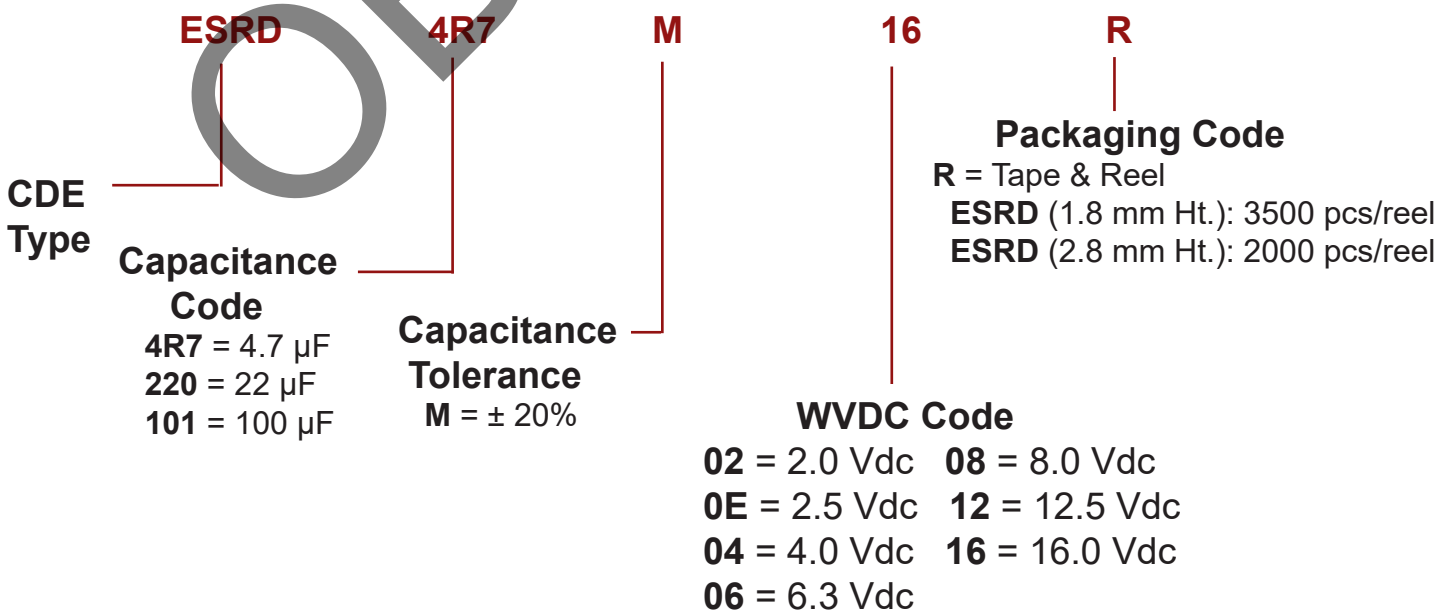 ESRD 4R7 M 16 R
CDE
Type
Capacitance
Code
4R7 = 4.7 µF
220 = 22 µF
101 = 100 µF
Capacitance
Tolerance
M = ± 20%
WVDC Code
02 = 2.0 Vdc 08 = 8.0 Vdc
0E = 2.5 Vdc 12 = 12.5 Vdc
04 = 4.0 Vdc 16 = 16.0 Vdc
06 = 6.3 Vdc
Packaging Code
R = Tape & Reel
ESRD (1.8 mm Ht.): 3500 pcs/reel
ESRD (2.8 mm Ht.): 2000 pcs/reel